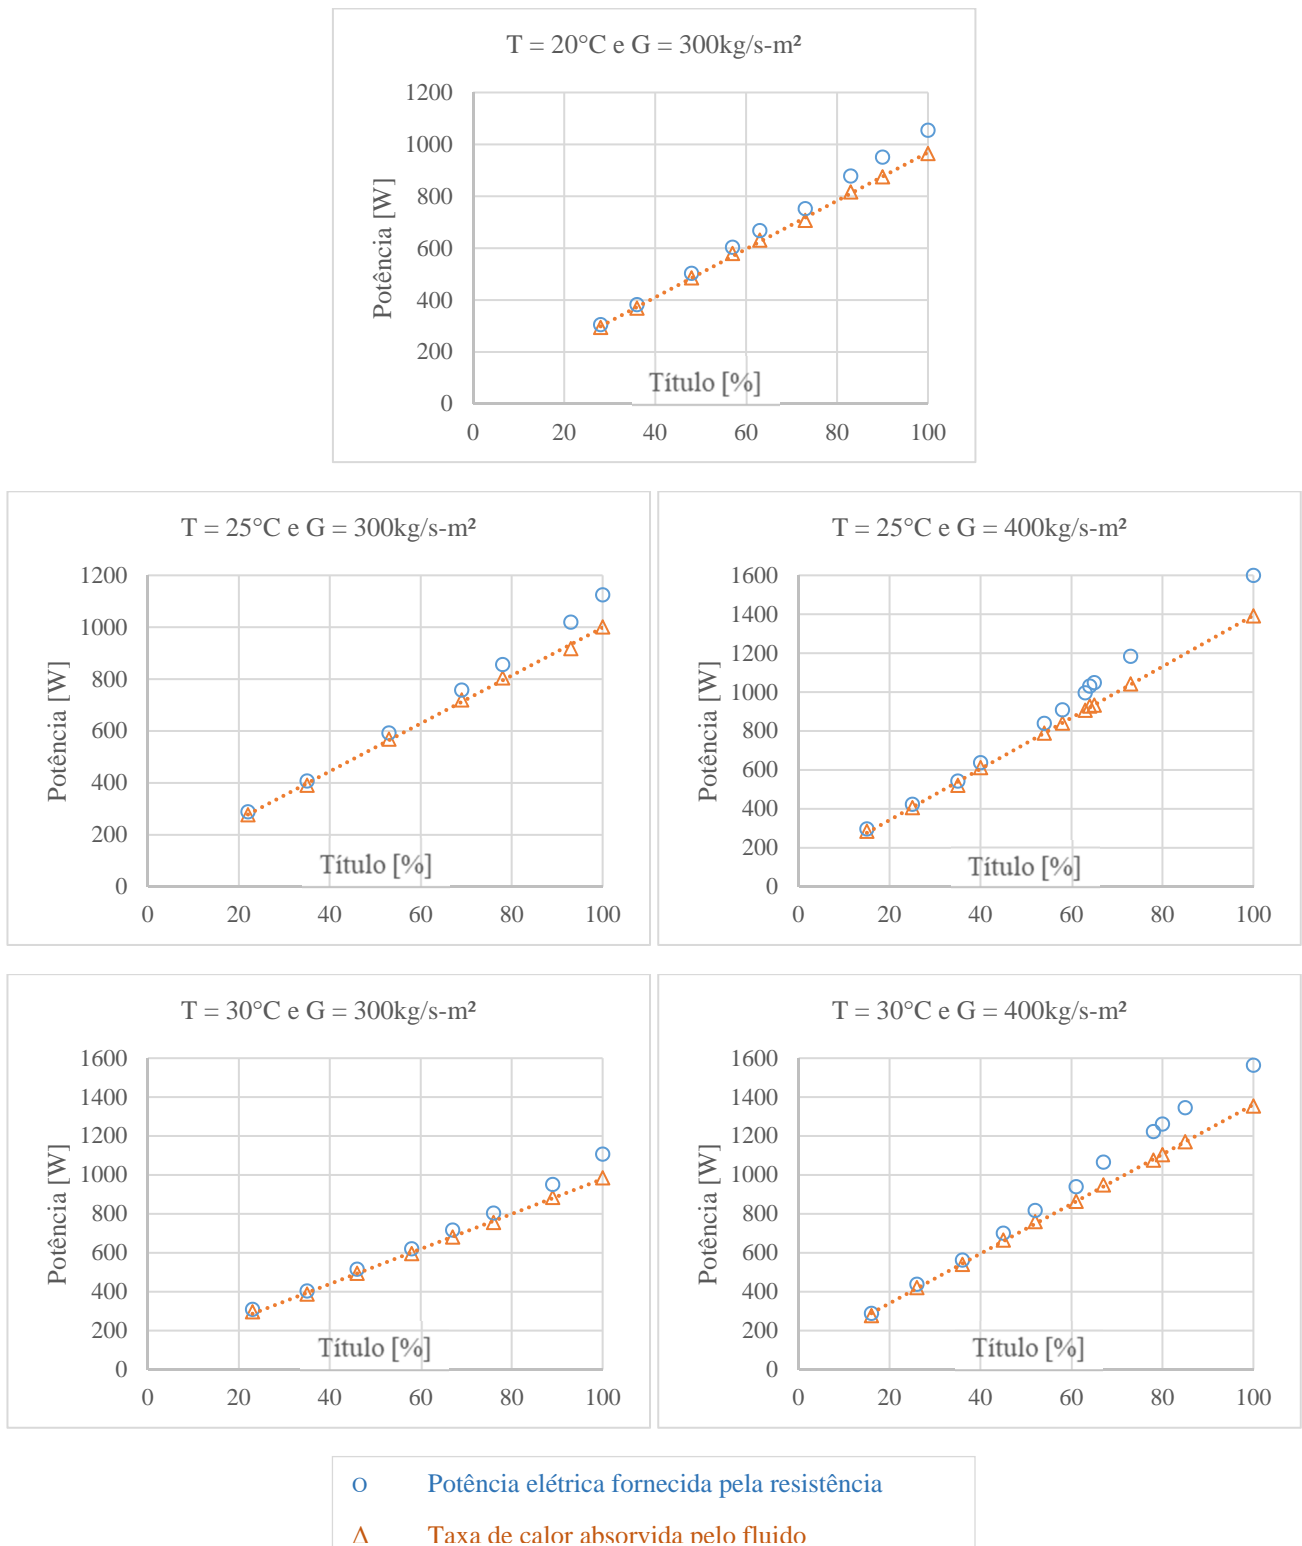 T = 20°C e G = 300kg/s-m²
1200
1000
800
600
400
200
0
Potência [W]
Título [%]
0 20 40 60 80 100
T = 25°C e G = 300kg/s-m²
1200
1000
800
600
400
200
0
Potência [W]
Título [%]
0 20 40 60 80 100
T = 25°C e G = 400kg/s-m²
1600
1400
1200
1000
800
600
400
200
0
Potência [W]
Título [%]
0 20 40 60 80 100
T = 30°C e G = 300kg/s-m²
1600
1400
1200
1000
800
600
400
200
0
Potência [W]
Título [%]
0 20 40 60 80 100
T = 30°C e G = 400kg/s-m²
1600
1400
1200
1000
800
600
400
200
0
Potência [W]
Título [%]
0 20 40 60 80 100
O Potência elétrica fornecida pela resistência
Δ Taxa de calor absorvida pelo fluido